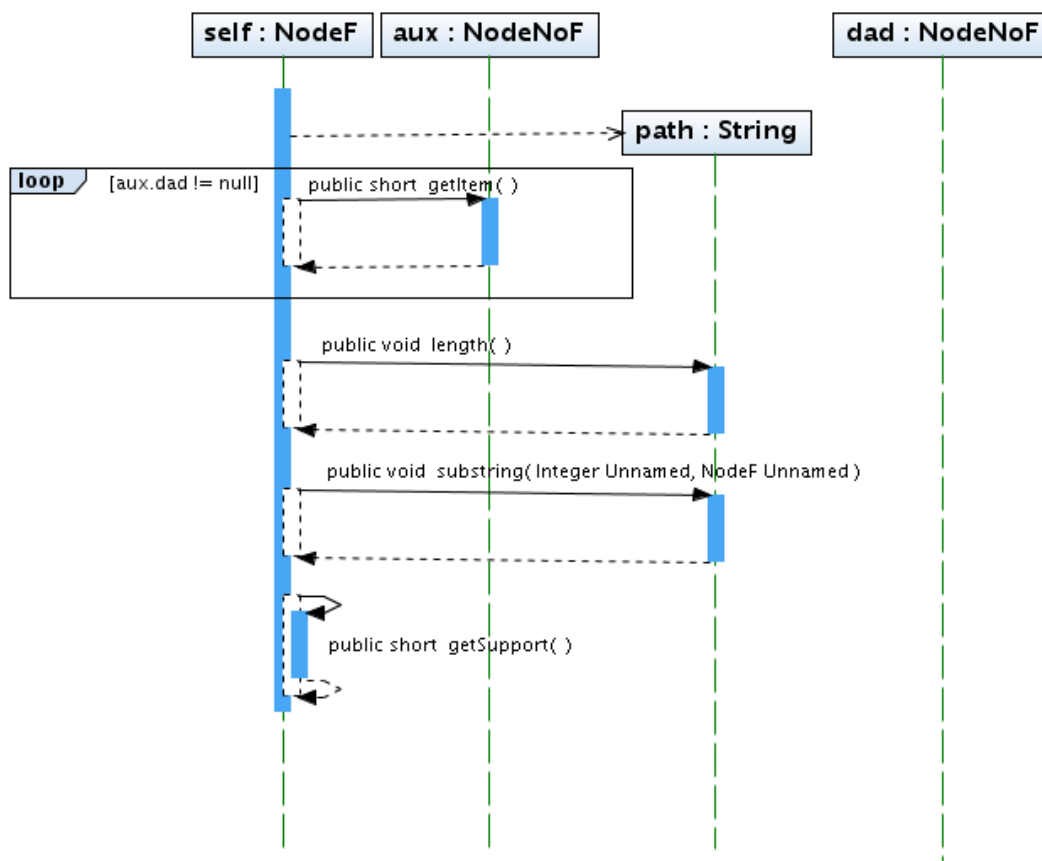 self : NodeF
aux : NodeNoF
dad : NodeNoF
path : String
loop
[aux.dad != null]
public short getItem( )
public void length( )
public void substring( Integer Unnamed, NodeF Unnamed )
public short getSupport( )